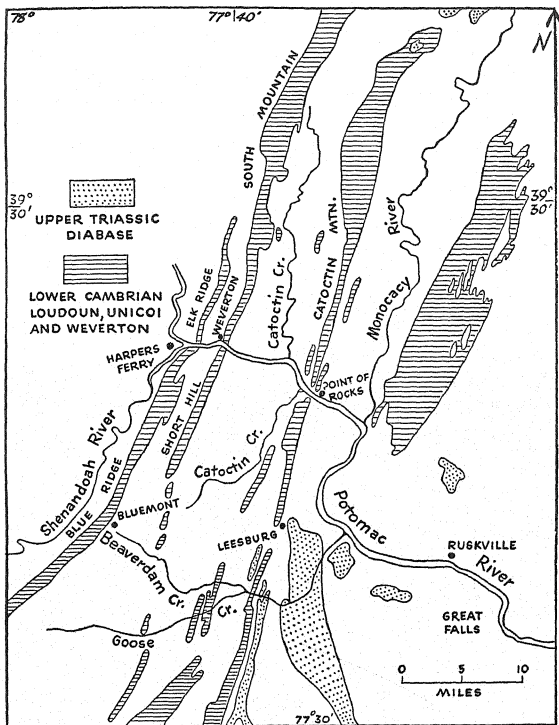 78°
77° 40'
N
SOUTH MOUNTAIN
39°
30'
39°
30'
UPPER TRIASSIC
DIABASE
LOWER CAMBRIAN
LOUDOUN, UNICOI
AND WEVERTON
ELK RIDGE
WEVERTON
Catoctin Cr.
CATOCTIN MTN.
Monocacy River
HARPERS
FERRY
POINT OF
ROCKS
SHORT HILL
Shenandoah River
BLUE RIDGE
Catoctin Cr.
BLUEMONT
LEESBURG
Potomac River
Beaverdam Cr.
RUSKVILLE
Goose Cr.
GREAT
FALLS
0 5 10
MILES
77° 30'